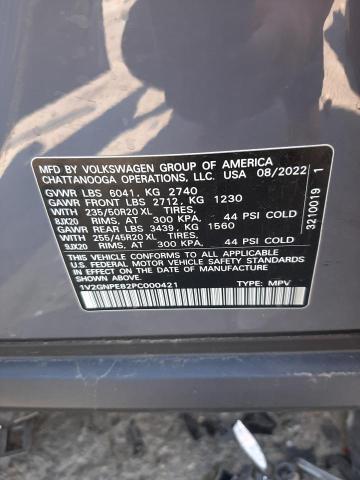 MFD. BY VOLKSWAGEN GROUP OF AMERICA
CHATTANOOGA OPERATIONS, LLC. USA 08/2022
GVWR LBS 6041, KG 2740
GAWR FRONT LBS 2712, KG 1230
WITH 235/50R20 XL TIRES,
8JX20 RIMS, AT 300 KPA, 44 PSI COLD
GAWR REAR LBS 3439, KG 1560
WITH 255/45R20 XL TIRES,
9JX20 RIMS, AT 300 KPA, 44 PSI COLD
THIS VEHICLE CONFORMS TO ALL APPLICABLE
U.S. FEDERAL MOTOR VEHICLE SAFETY
STANDARDS IN EFFECT ON THE DATE OF
MANUFACTURE SHOWN ABOVE.
1V2GNPE82PC000421 TYPE: MPV
3210019 1